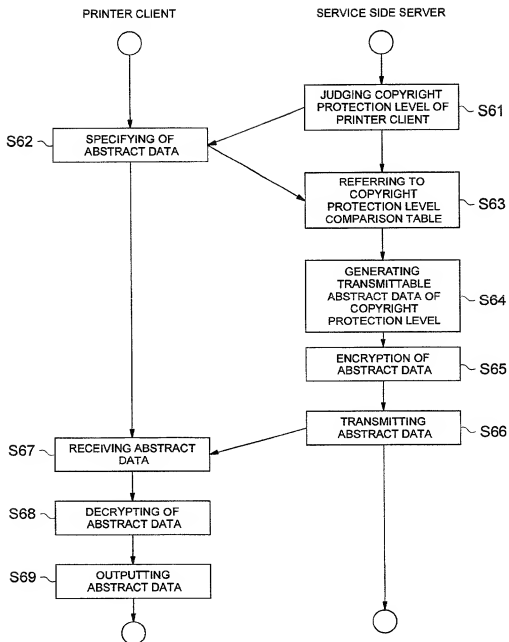 PRINTER CLIENT
SERVICE SIDE SERVER
JUDGING COPYRIGHT
PROTECTION LEVEL OF
PRINTER CLIENT
S61
S62
SPECIFYING OF
ABSTRACT DATA
REFERRING TO
COPYRIGHT
PROTECTION LEVEL
COMPARISON TABLE
S63
GENERATING
TRANSMITTABLE
ABSTRACT DATA OF
COPYRIGHT
PROTECTION LEVEL
S64
ENCRYPTION OF
ABSTRACT DATA
S65
TRANSMITTING
ABSTRACT DATA
S66
S67
RECEIVING ABSTRACT
DATA
S68
DECRYPTING OF
ABSTRACT DATA
S69
OUTPUTTING
ABSTRACT DATA